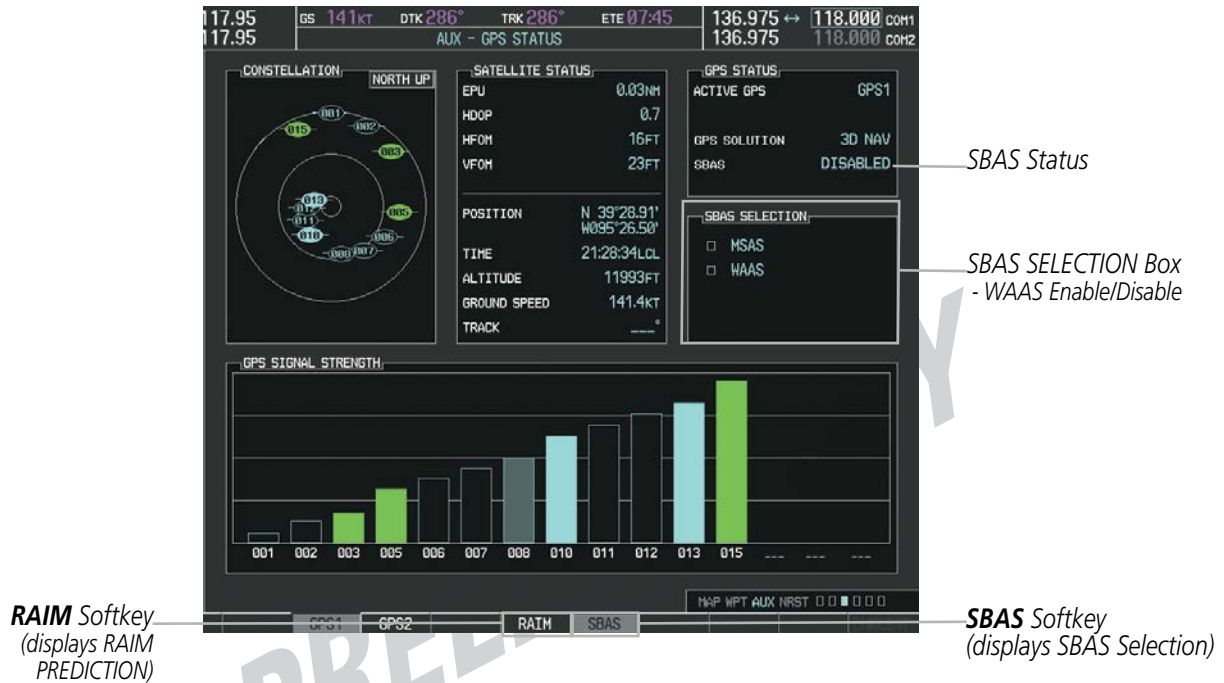 117.95 GS 141KT DTK 286° TRK 286° ETE 07:45 136.975 ↔ 118.000 COM1
117.95 AUX - GPS STATUS 136.975 118.000 COM2
CONSTELLATION
NORTH UP
001
002
015
003
013
012
011
010
005
006
007
008
SATELLITE STATUS
EPU 0.03NM
HDOP 0.7
HFOM 16FT
VFOM 23FT
POSITION N 39°28.91'
W095°26.50'
TIME 21:28:34LCL
ALTITUDE 11993FT
GROUND SPEED 141.4KT
TRACK ___°
GPS STATUS
ACTIVE GPS GPS1
GPS SOLUTION 3D NAV
SBAS DISABLED
SBAS Status
SBAS SELECTION
MSAS
WAAS
SBAS SELECTION Box
- WAAS Enable/Disable
GPS SIGNAL STRENGTH
001 002 003 005 006 007 008 010 011 012 013 015 ___ ___ ___
MAP WPT AUX NRST
GPS1 GPS2 RAIM SBAS
RAIM Softkey
(displays RAIM
PREDICTION)
SBAS Softkey
(displays SBAS Selection)